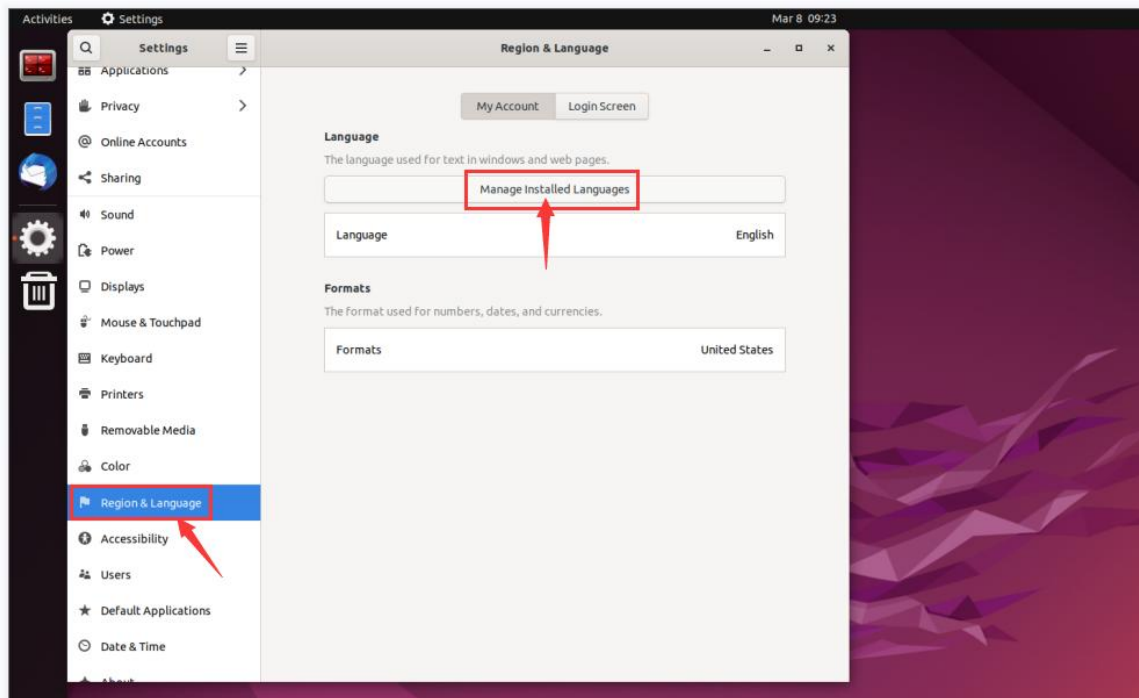 Activities
Settings
Mar 8 09:23
Settings
Region & Language
Applications
Privacy
Online Accounts
Sharing
Sound
Power
Displays
Mouse & Touchpad
Keyboard
Printers
Removable Media
Color
Region & Language
Accessibility
Users
Default Applications
Date & Time
About
My Account
Login Screen
Language
The language used for text in windows and web pages.
Manage Installed Languages
Language English
Formats
The format used for numbers, dates, and currencies.
Formats United States